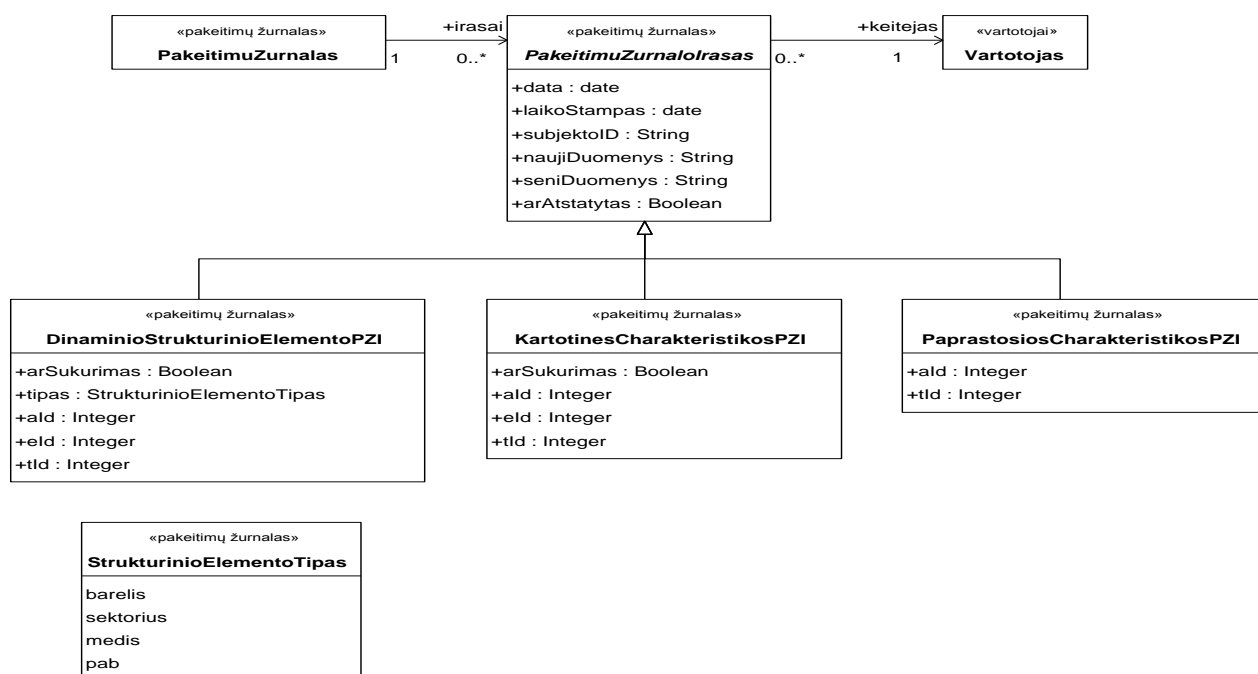 «pakeitimų žurnalas»
PakeitimuZurnalas
1
+irasai
0..*
«pakeitimų žurnalas»
PakeitimuZurnaloIrasas
+data : date
+laikoStampas : date
+subjektoID : String
+naujiDuomenys : String
+seniDuomenys : String
+arAtstatytas : Boolean
0..*
+keitejas
1
«vartotojai»
Vartotojas
«pakeitimų žurnalas»
DinaminioStrukturinioElementoPZI
+arSukurimas : Boolean
+tipas : StrukturinioElementoTipas
+aId : Integer
+eId : Integer
+tId : Integer
«pakeitimų žurnalas»
KartotinesCharakteristikosPZI
+arSukurimas : Boolean
+aId : Integer
+eId : Integer
+tId : Integer
«pakeitimų žurnalas»
PaprastosiosCharakteristikosPZI
+aId : Integer
+tId : Integer
«pakeitimų žurnalas»
StrukturinioElementoTipas
barelis
sektorius
medis
pab